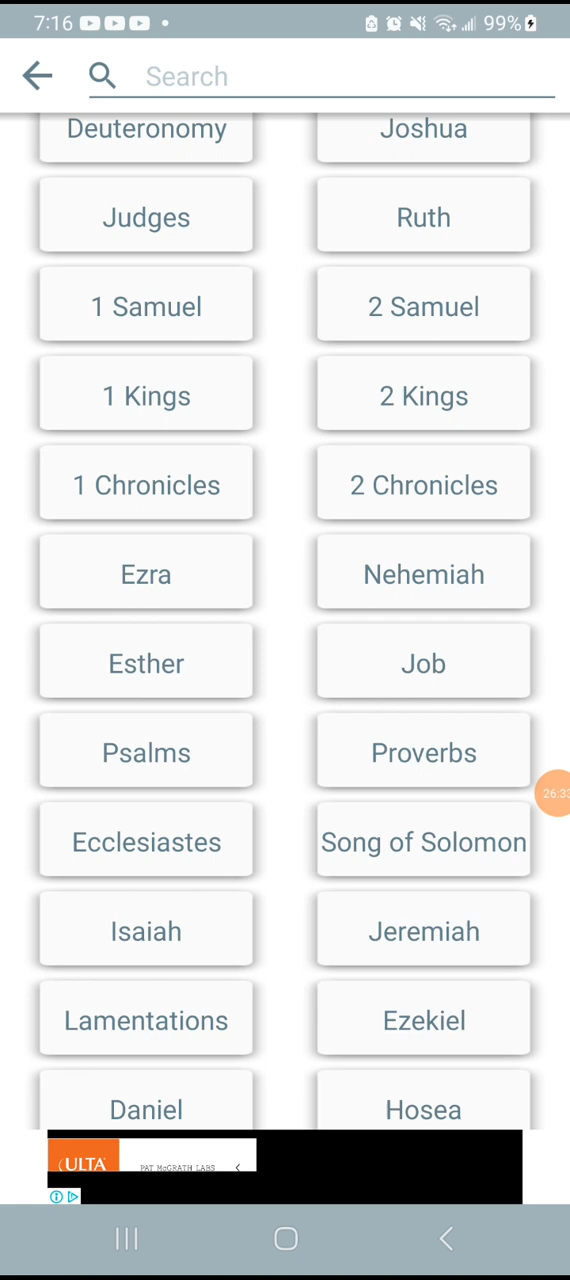 7:16 99%
Search
Deuteronomy Joshua
Judges Ruth
1 Samuel 2 Samuel
1 Kings 2 Kings
1 Chronicles 2 Chronicles
Ezra Nehemiah
Esther Job
Psalms Proverbs
26:33
Ecclesiastes Song of Solomon
Isaiah Jeremiah
Lamentations Ezekiel
Daniel Hosea
ULTA PAT McGRATH LABS